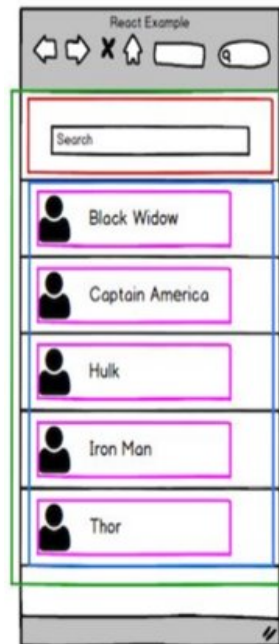 React Example
Search
Black Widow
Captain America
Hulk
Iron Man
Thor